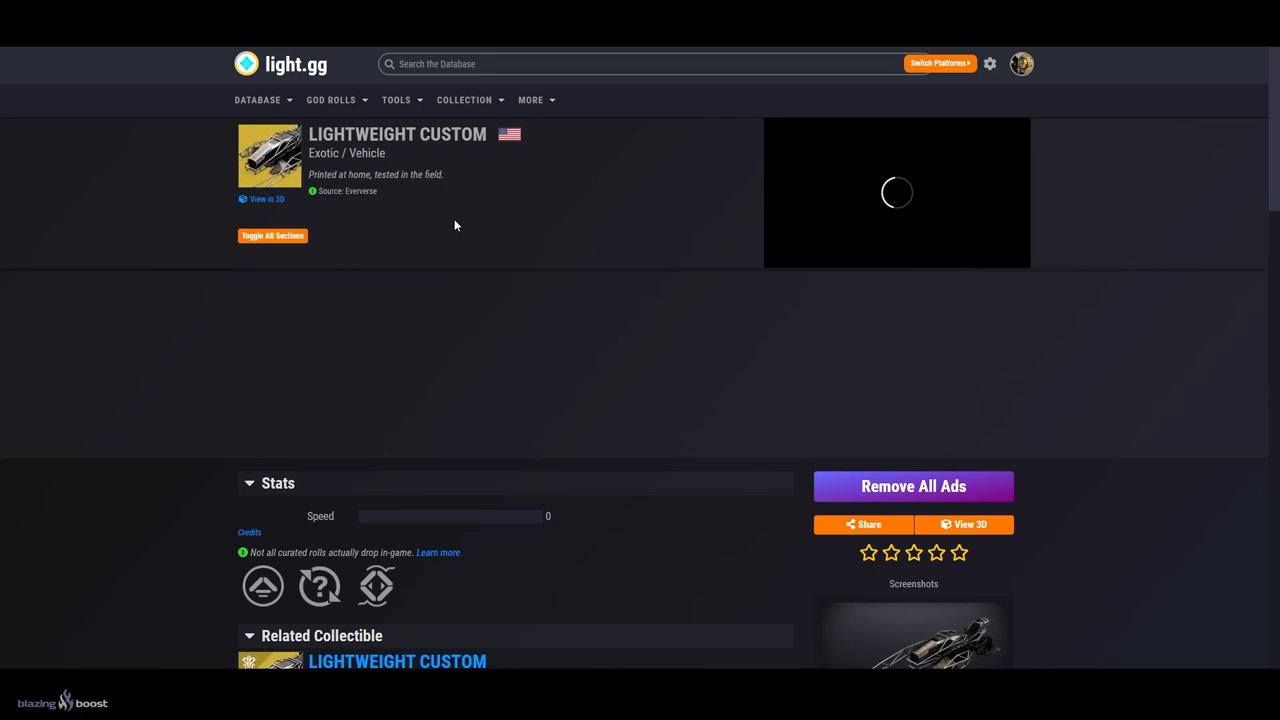 light.gg
Search the Database
Switch Platforms
DATABASE GOD ROLLS TOOLS COLLECTION MORE
LIGHTWEIGHT CUSTOM
Exotic / Vehicle
Printed at home, tested in the field.
Source: Eververse
View in 3D
Toggle All Sections
Stats
Speed 0
Credits
Not all curated rolls actually drop in-game. Learn more
Related Collectible
LIGHTWEIGHT CUSTOM
Remove All Ads
Share View 3D
Screenshots
blazing boost